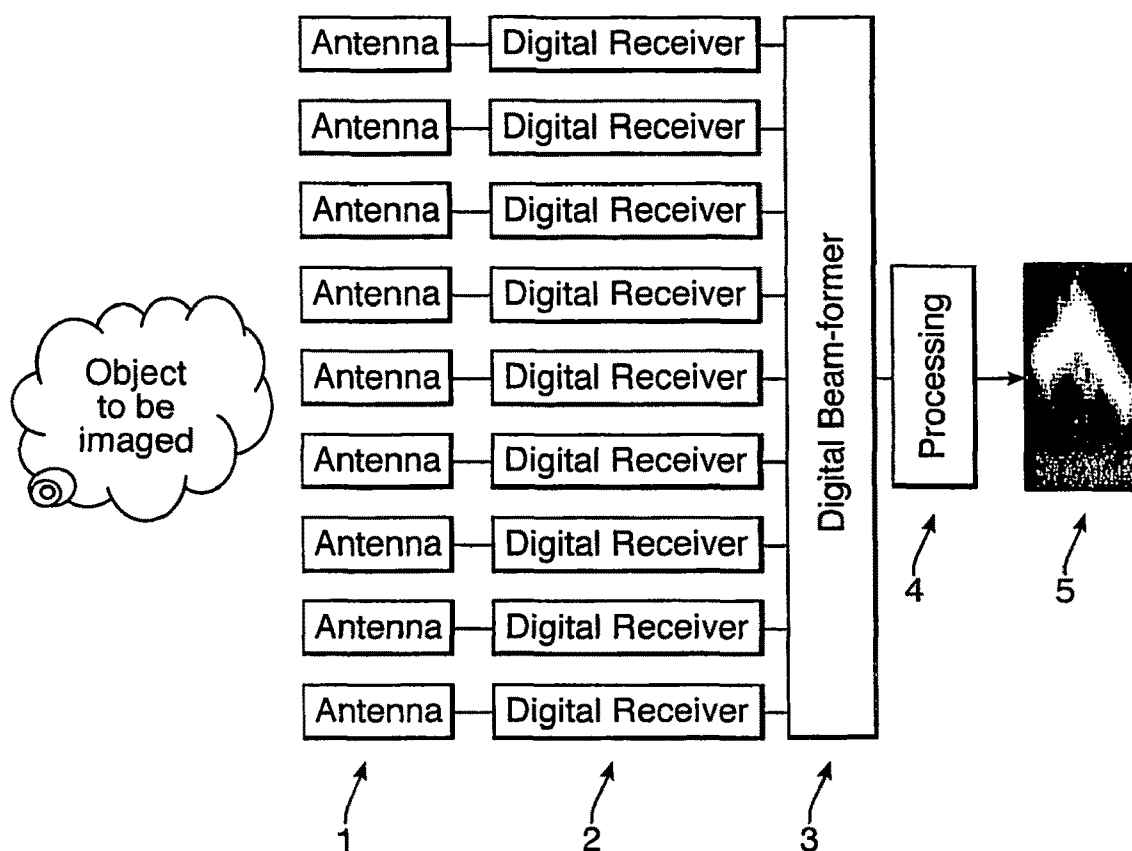 Antenna Digital Receiver
Antenna Digital Receiver
Antenna Digital Receiver
Antenna Digital Receiver
Antenna Digital Receiver
Antenna Digital Receiver
Antenna Digital Receiver
Antenna Digital Receiver
Antenna Digital Receiver
Object
to be
imaged
Digital Beam-former
Processing
1
2
3
4
5